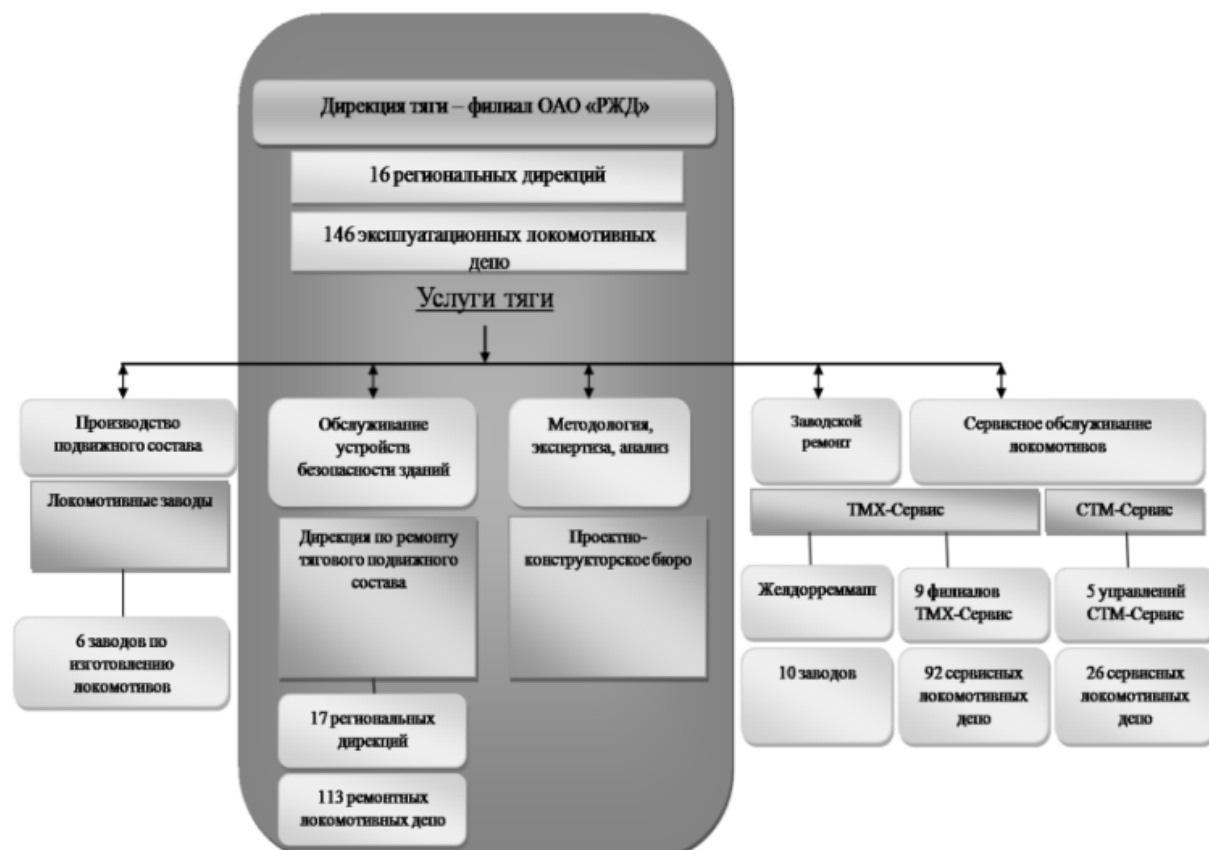 Дирекция тяги – филиал ОАО «РЖД»
16 региональных дирекций
146 эксплуатационных локомотивных
депо
Услуги тяги
Производство
подвижного состава
Обслуживание
устройств
безопасности зданий
Методология,
экспертиза, анализ
Заводской
ремонт
Сервисное обслуживание
локомотивов
Локомотивные заводы
Дирекция по ремонту
тягового подвижного
состава
Проектно-
конструкторское бюро
ТМХ-Сервис
СТМ-Сервис
6 заводов по
изготовлению
локомотивов
Желдорреммаш
9 филиалов
ТМХ-Сервис
5 управлений
СТМ-Сервис
10 заводов
92 сервисных
локомотивных
депо
26 сервисных
локомотивных
депо
17 региональных
дирекций
113 ремонтных
локомотивных депо